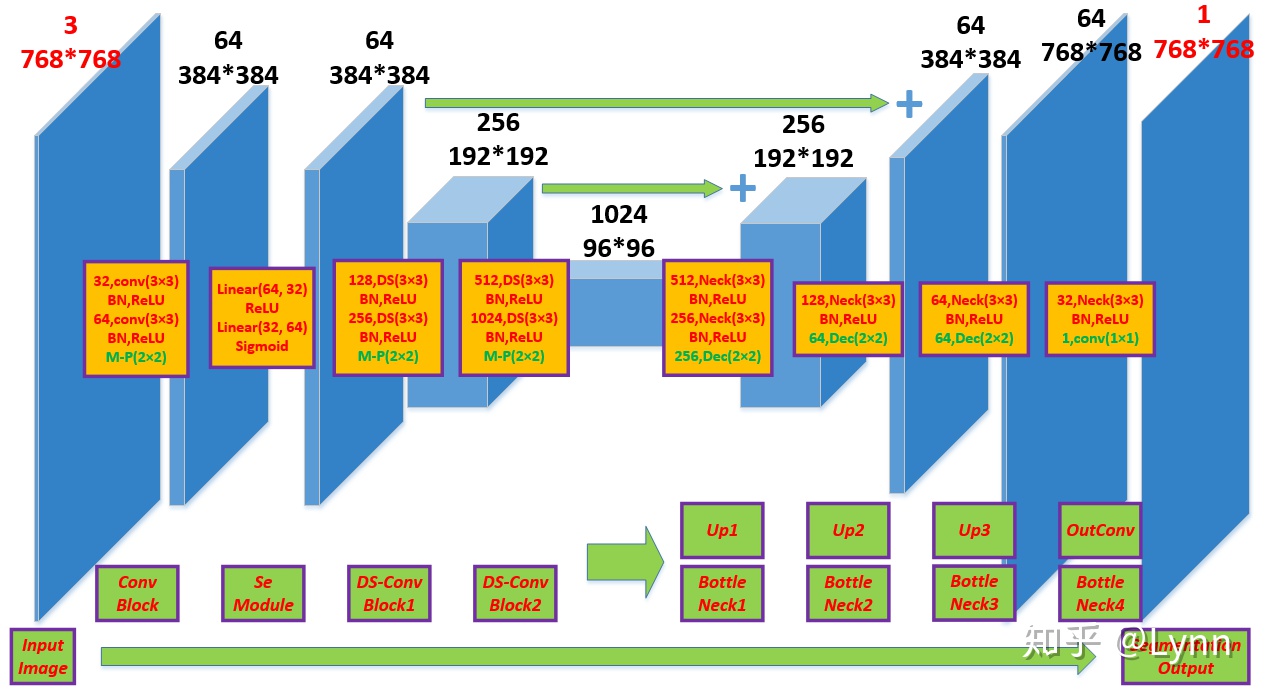 3
768*768
64
384*384
64
384*384
256
192*192
1024
96*96
256
192*192
64
384*384
64
768*768
1
768*768
32,conv(3×3)
BN,ReLU
64,conv(3×3)
BN,ReLU
M-P(2×2)
Linear(64, 32)
ReLU
Linear(32, 64)
Sigmoid
128,DS(3×3)
BN,ReLU
256,DS(3×3)
BN,ReLU
M-P(2×2)
512,DS(3×3)
BN,ReLU
1024,DS(3×3)
BN,ReLU
M-P(2×2)
512,Neck(3×3)
BN,ReLU
256,Neck(3×3)
BN,ReLU
256,Dec(2×2)
128,Neck(3×3)
BN,ReLU
64,Dec(2×2)
64,Neck(3×3)
BN,ReLU
64,Dec(2×2)
32,Neck(3×3)
BN,ReLU
1,conv(1×1)
Up1
Up2
Up3
OutConv
Conv
Block
Se
Module
DS-Conv
Block1
DS-Conv
Block2
Bottle
Neck1
Bottle
Neck2
Bottle
Neck3
Bottle
Neck4
Input
Image
Segmentation
Output
知乎 @Lynn